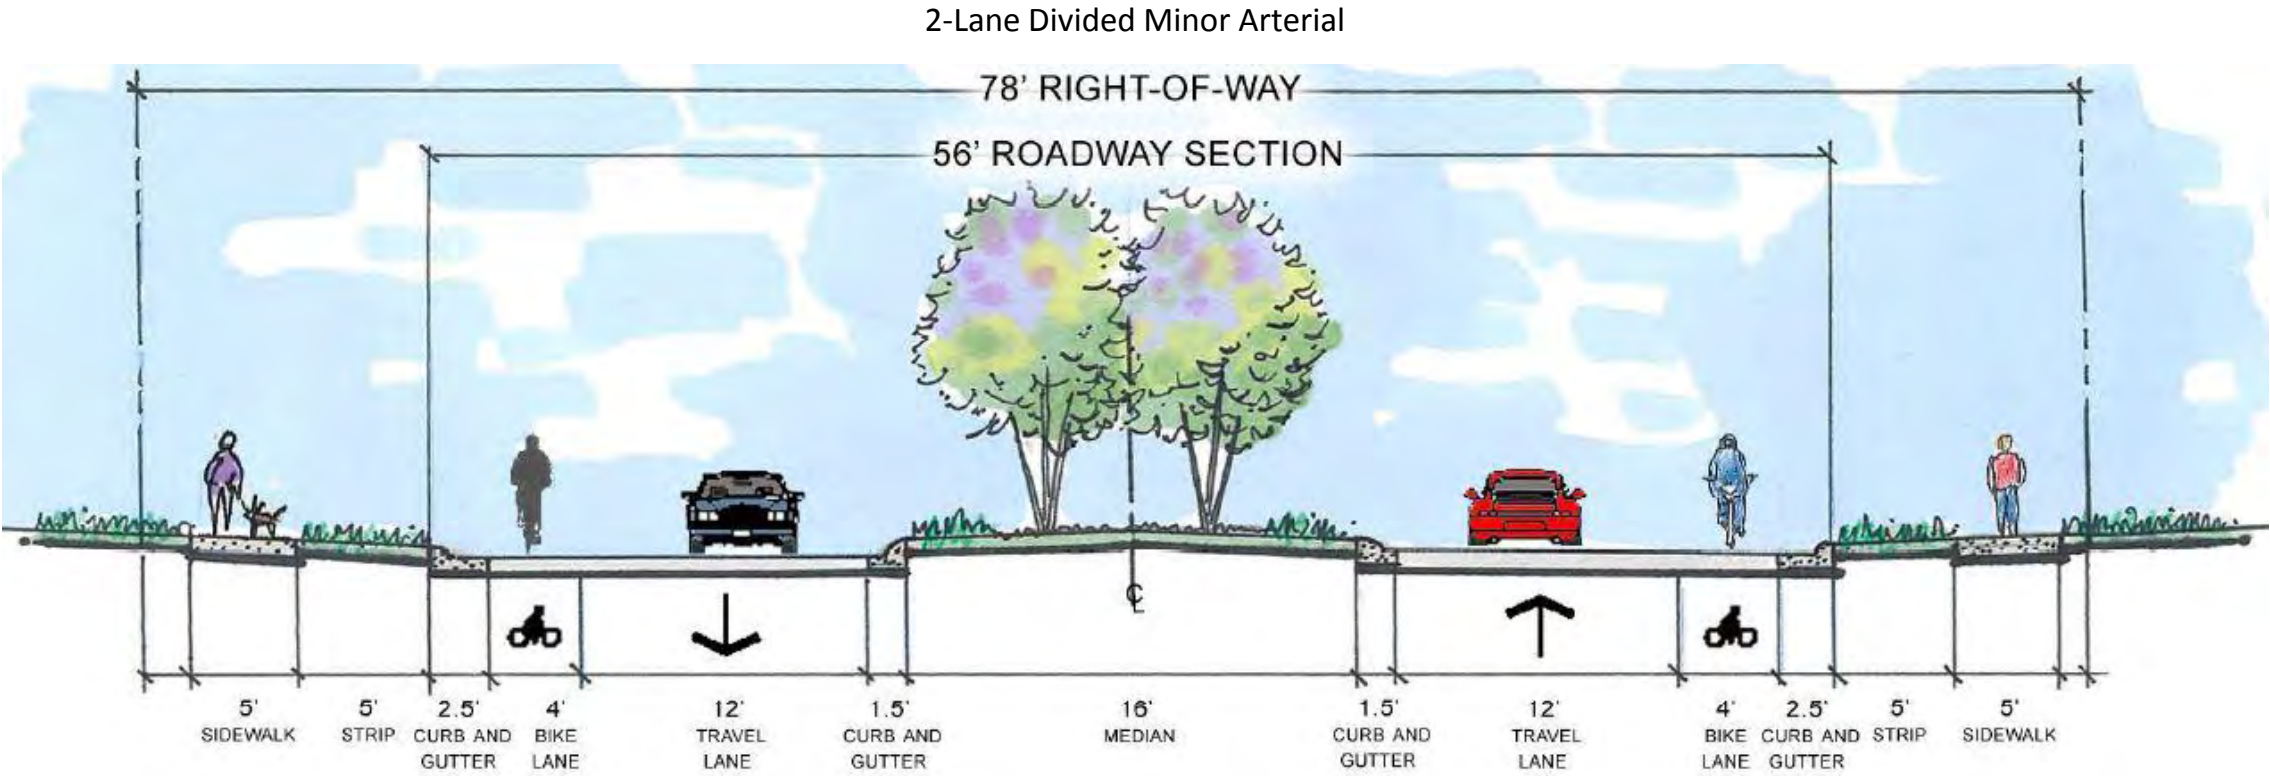 2-Lane Divided Minor Arterial
78' RIGHT-OF-WAY
56' ROADWAY SECTION
℄
5' SIDEWALK
5' STRIP
2.5' CURB AND GUTTER
4' BIKE LANE
12' TRAVEL LANE
1.5' CURB AND GUTTER
16' MEDIAN
1.5' CURB AND GUTTER
12' TRAVEL LANE
4' BIKE LANE
2.5' CURB AND GUTTER
5' STRIP
5' SIDEWALK